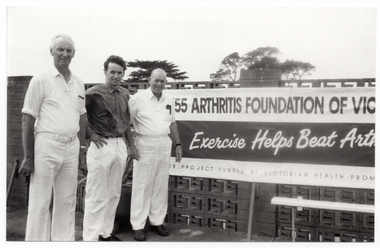 55 ARTHRITIS FOUNDATION OF VIC
Exercise Helps Beat Arth
PROJECT FUNDED BY VICTORIAN HEALTH PROM